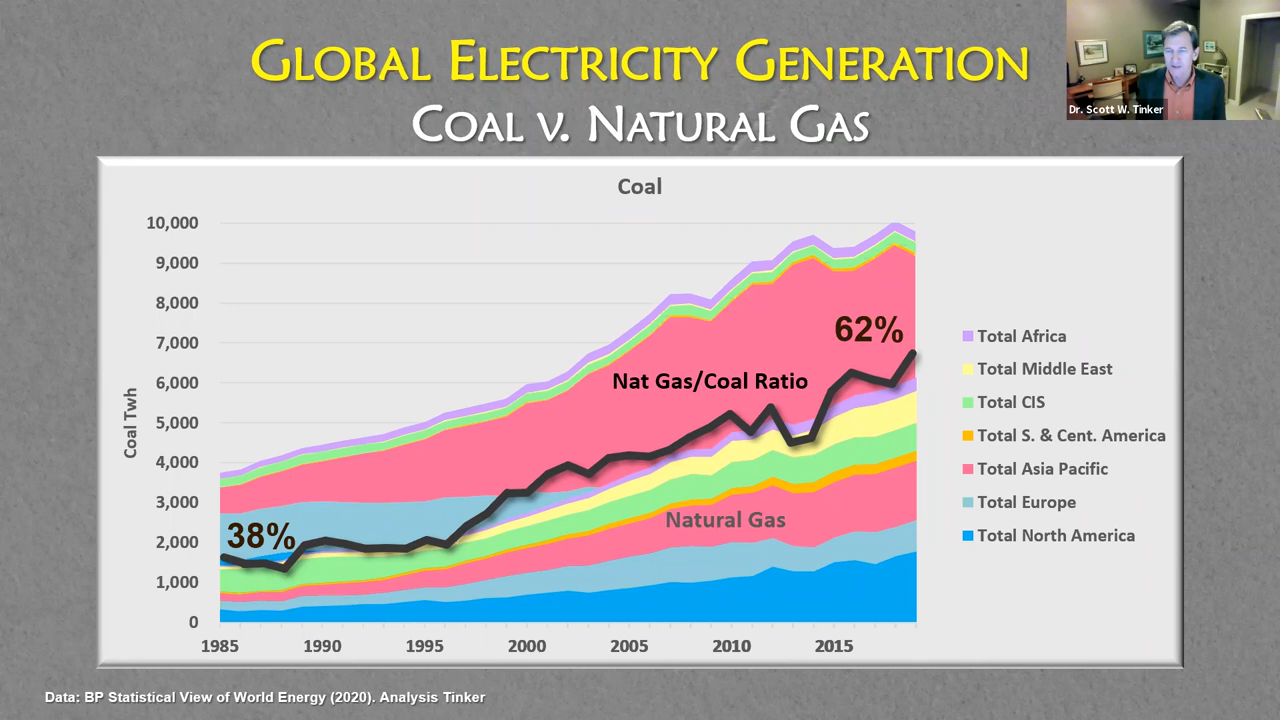 GLOBAL ELECTRICITY GENERATION
COAL V. NATURAL GAS
Dr. Scott W. Tinker
Coal
10,000
9,000
8,000
7,000
6,000
5,000
4,000
3,000
2,000
1,000
0
Coal Twh
1985 1990 1995 2000 2005 2010 2015
38%
62%
Nat Gas/Coal Ratio
Natural Gas
Total Africa
Total Middle East
Total CIS
Total S. & Cent. America
Total Asia Pacific
Total Europe
Total North America
Data: BP Statistical View of World Energy (2020). Analysis Tinker